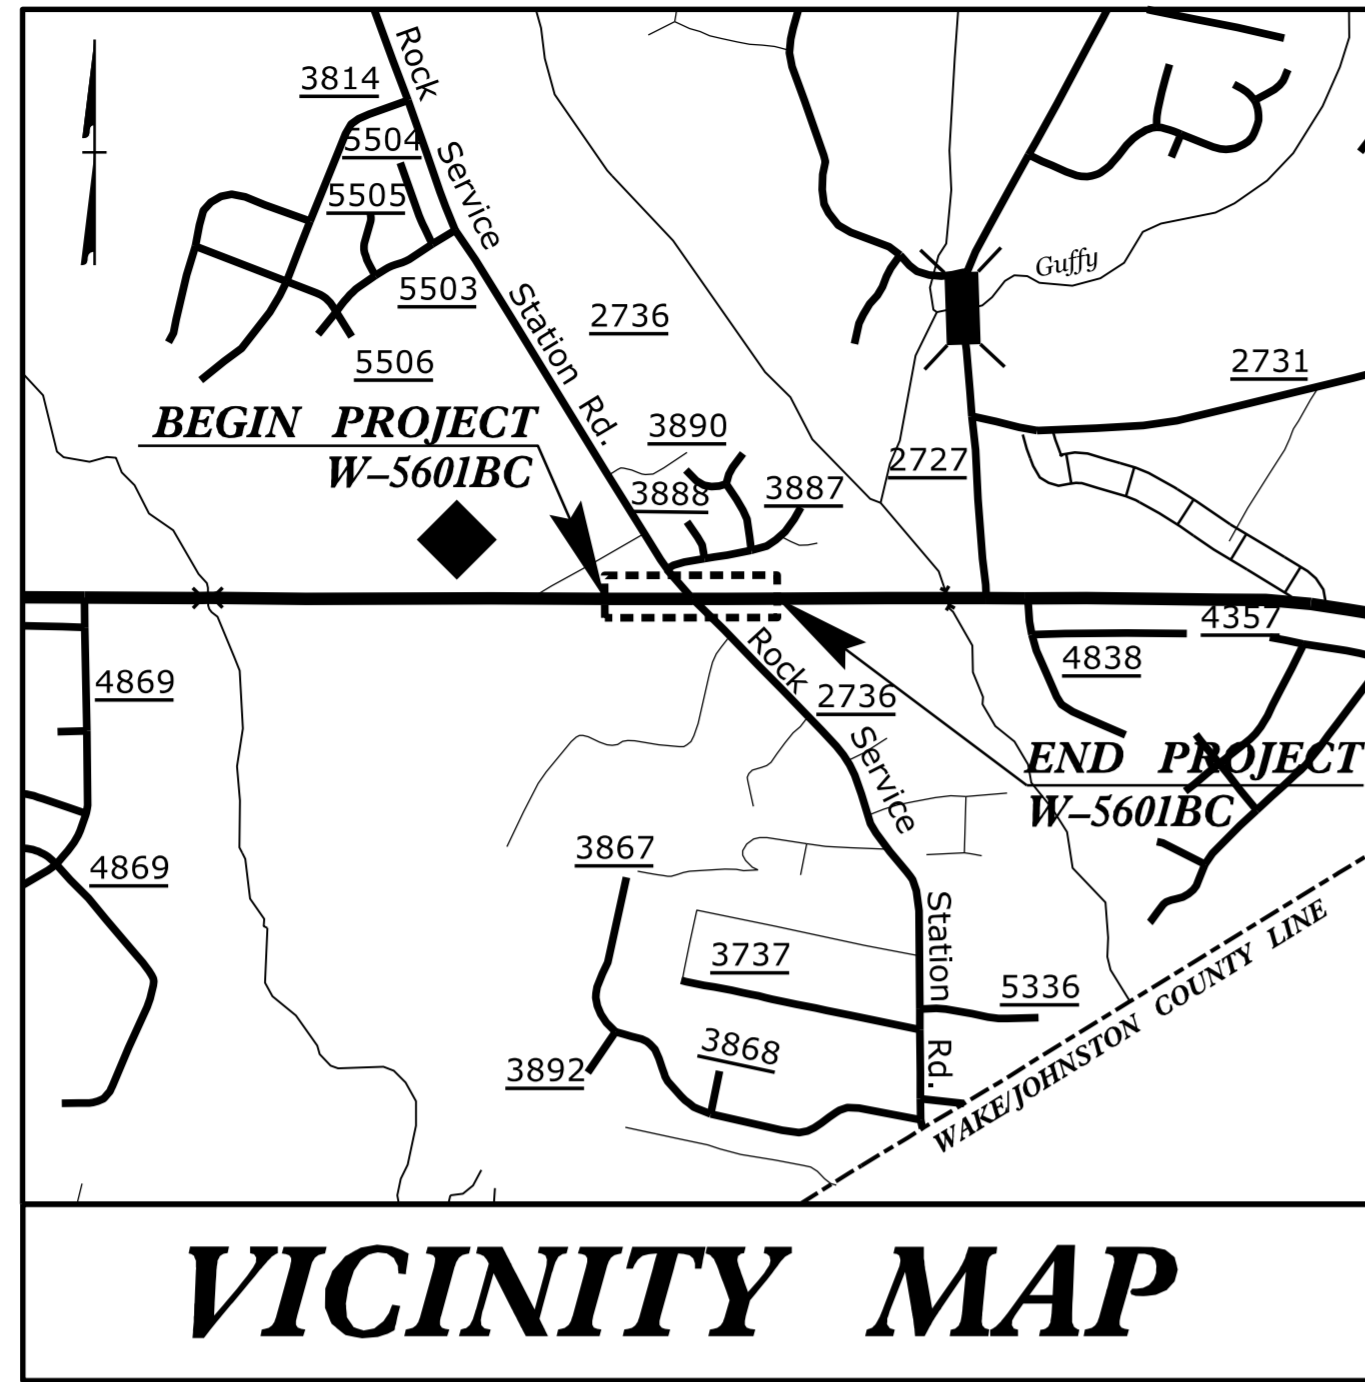 3814
Rock
Service
Station
Rd.
5504
5505
5503
5506
2736
Guffy
2731
2727
BEGIN PROJECT
W–5601BC
3890
3888
3887
4357
4838
4869
4869
Rock
2736
Service
Station
Rd.
END PROJECT
W–5601BC
3867
3737
5336
3868
3892
WAKE/JOHNSTON COUNTY LINE
VICINITY MAP